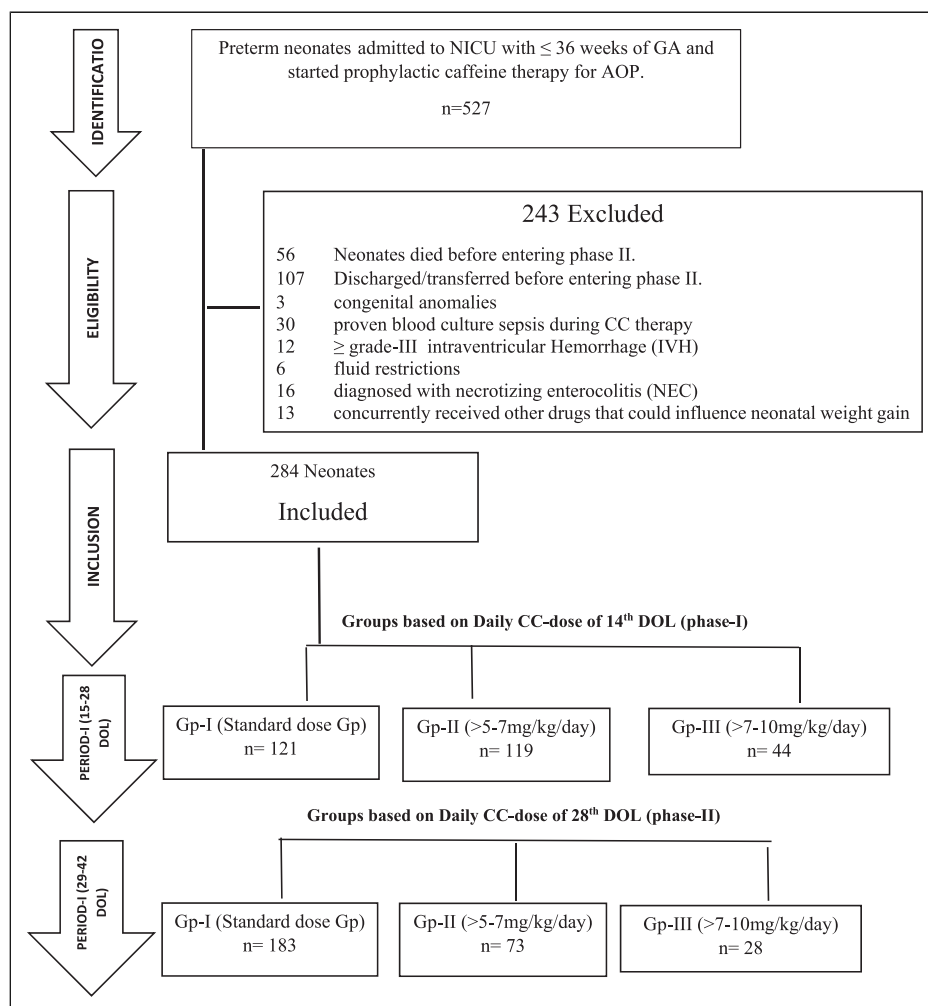 IDENTIFICATIO
Preterm neonates admitted to NICU with ≤ 36 weeks of GA and
started prophylactic caffeine therapy for AOP.
n=527
ELIGIBILITY
243 Excluded
56 Neonates died before entering phase II.
107 Discharged/transferred before entering phase II.
3 congenital anomalies
30 proven blood culture sepsis during CC therapy
12 ≥ grade-III intraventricular Hemorrhage (IVH)
6 fluid restrictions
16 diagnosed with necrotizing enterocolitis (NEC)
13 concurrently received other drugs that could influence neonatal weight gain
INCLUSION
284 Neonates
Included
Groups based on Daily CC-dose of 14th DOL (phase-I)
PERIOD-I (15-28
DOL)
Gp-I (Standard dose Gp)
n= 121
Gp-II (>5-7mg/kg/day)
n= 119
Gp-III (>7-10mg/kg/day)
n= 44
Groups based on Daily CC-dose of 28th DOL (phase-II)
PERIOD-I (29-42
DOL)
Gp-I (Standard dose Gp)
n= 183
Gp-II (>5-7mg/kg/day)
n= 73
Gp-III (>7-10mg/kg/day)
n= 28